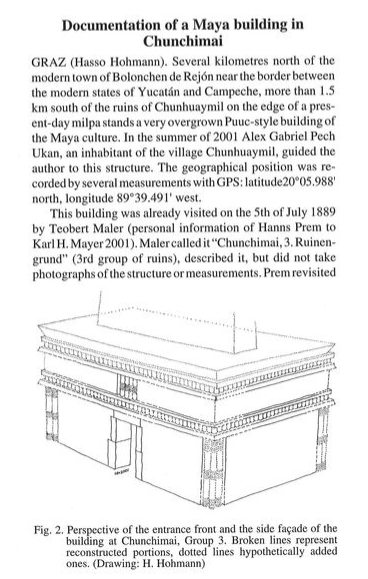 Documentation of a Maya building in
Chunchimai
GRAZ (Hasso Hohmann). Several kilometres north of the
modern town of Bolonchen de Rejón near the border between
the modern states of Yucatán and Campeche, more than 1.5
km south of the ruins of Chunhuaymil on the edge of a pres-
ent-day milpa stands a very overgrown Puuc-style building of
the Maya culture. In the summer of 2001 Alex Gabriel Pech
Ukan, an inhabitant of the village Chunhuaymil, guided the
author to this structure. The geographical position was re-
corded by several measurements with GPS: latitude20°05.988'
north, longitude 89°39.491' west.
This building was already visited on the 5th of July 1889
by Teobert Maler (personal information of Hanns Prem to
Karl H. Mayer 2001). Maler called it "Chunchimai, 3. Ruinen-
grund" (3rd group of ruins), described it, but did not take
photographs of the structure or measurements. Prem revisited
Fig. 2. Perspective of the entrance front and the side façade of the
building at Chunchimai, Group 3. Broken lines represent
reconstructed portions, dotted lines hypothetically added
ones. (Drawing: H. Hohmann)